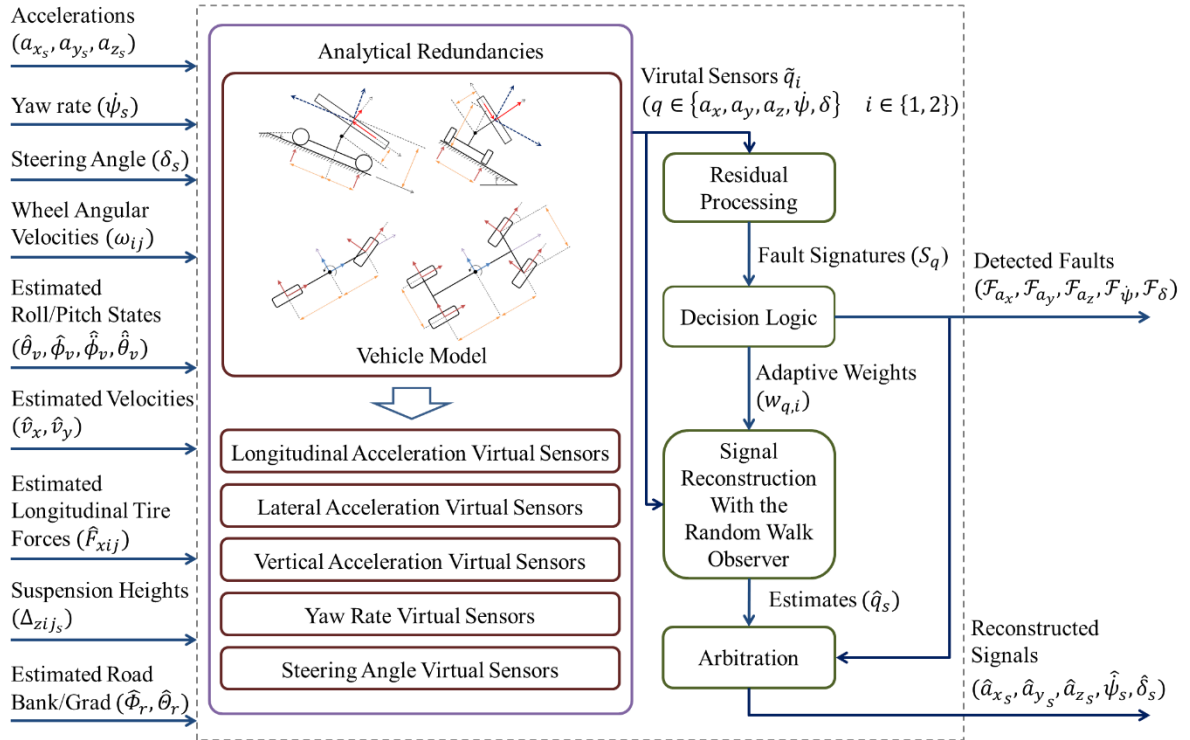 Accelerations
(a_{x_s}, a_{y_s}, a_{z_s})
Yaw rate (ψ̇_s)
Steering Angle (δ_s)
Wheel Angular
Velocities (ω_{ij})
Estimated
Roll/Pitch States
(θ̂_v, ϕ̂_v, ϕ̂̈_v, θ̂̈_v)
Estimated Velocities
(v̂_x, v̂_y)
Estimated
Longitudinal Tire
Forces (F̂_{xij})
Suspension Heights
(Δ_{zij_s})
Estimated Road
Bank/Grad (Φ̂_r, Θ̂_r)
Analytical Redundancies
Vehicle Model
Longitudinal Acceleration Virtual Sensors
Lateral Acceleration Virtual Sensors
Vertical Acceleration Virtual Sensors
Yaw Rate Virtual Sensors
Steering Angle Virtual Sensors
Virutal Sensors q̃_i
(q ∈ {a_x, a_y, a_z, ψ̇, δ} i ∈ {1, 2})
Residual
Processing
Fault Signatures (S_q)
Decision Logic
Adaptive Weights
(w_{q,i})
Signal
Reconstruction
With the
Random Walk
Observer
Estimates (q̂_s)
Arbitration
Detected Faults
(ℱ_{a_x}, ℱ_{a_y}, ℱ_{a_z}, ℱ_ψ̇, ℱ_δ)
Reconstructed
Signals
(â_{x_s}, â_{y_s}, â_{z_s}, ψ̂̇_s, δ̂_s)